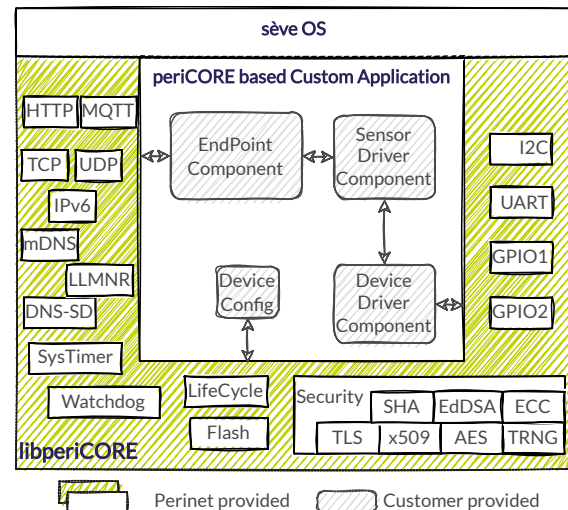 sève OS
periCORE based Custom Application
HTTP
MQTT
TCP
UDP
IPv6
mDNS
LLMNR
DNS-SD
SysTimer
Watchdog
libperiCORE
EndPoint
Component
Sensor
Driver
Component
Device
Config
Device
Driver
Component
I2C
UART
GPIO1
GPIO2
LifeCycle
Flash
Security
SHA
EdDSA
ECC
TLS
x509
AES
TRNG
Perinet provided
Customer provided